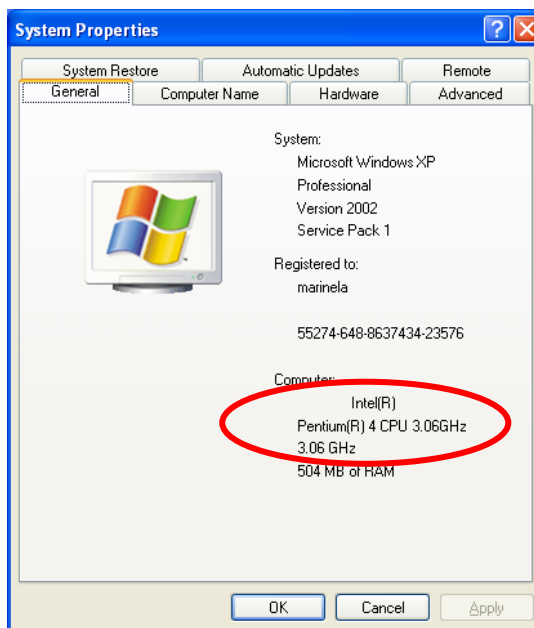 System Properties
System Restore Automatic Updates Remote
General Computer Name Hardware Advanced
System:
Microsoft Windows XP
Professional
Version 2002
Service Pack 1
Registered to:
marinela
55274-648-8637434-23576
Computer:
Intel(R)
Pentium(R) 4 CPU 3.06GHz
3.06 GHz
504 MB of RAM
OK Cancel Apply